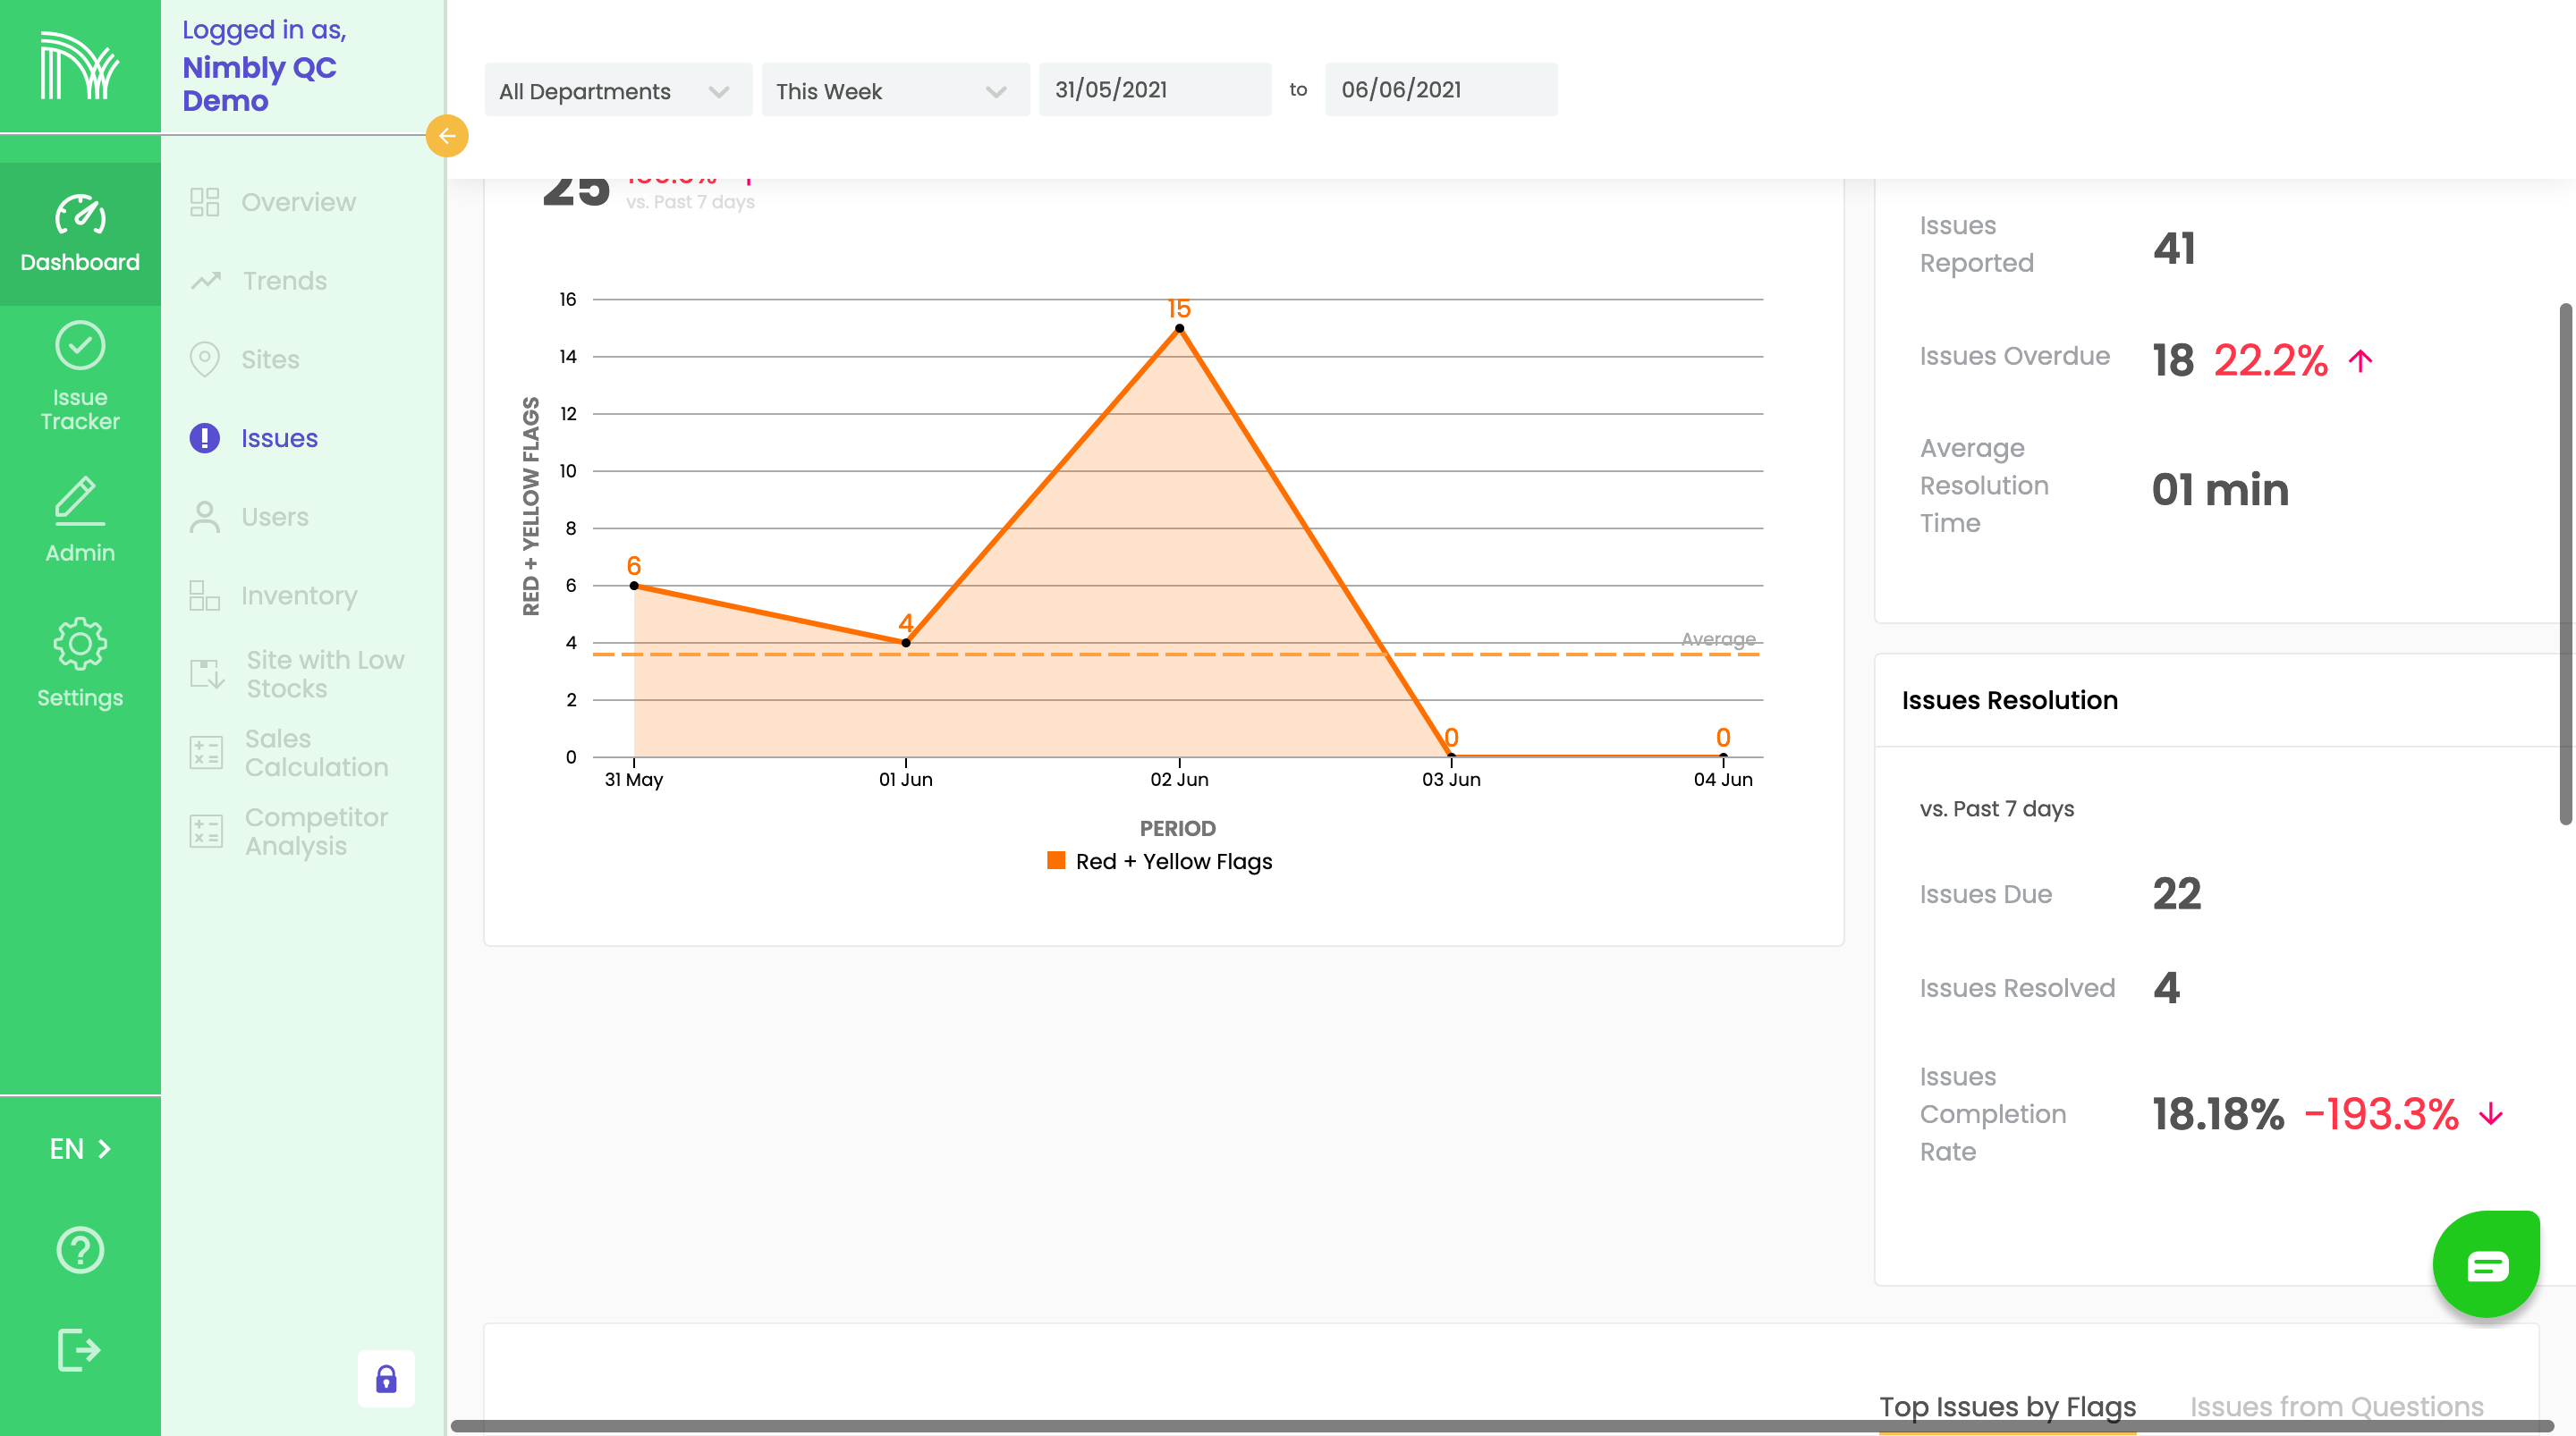 Logged in as,
Nimbly QC
Demo
Dashboard
Issue
Tracker
Admin
Settings
EN
Overview
Trends
Sites
Issues
Users
Inventory
Site with Low
Stocks
Sales
Calculation
Competitor
Analysis
All Departments
This Week
31/05/2021
to
06/06/2021
25
vs. Past 7 days
16
14
12
10
8
6
4
2
0
RED + YELLOW FLAGS
6
4
15
0
0
Average
31 May
01 Jun
02 Jun
03 Jun
04 Jun
PERIOD
Red + Yellow Flags
Issues
Reported
41
Issues Overdue
18 22.2%
Average
Resolution
Time
01 min
Issues Resolution
vs. Past 7 days
Issues Due
22
Issues Resolved
4
Issues
Completion
Rate
18.18% -193.3%
Top Issues by Flags
Issues from Questions